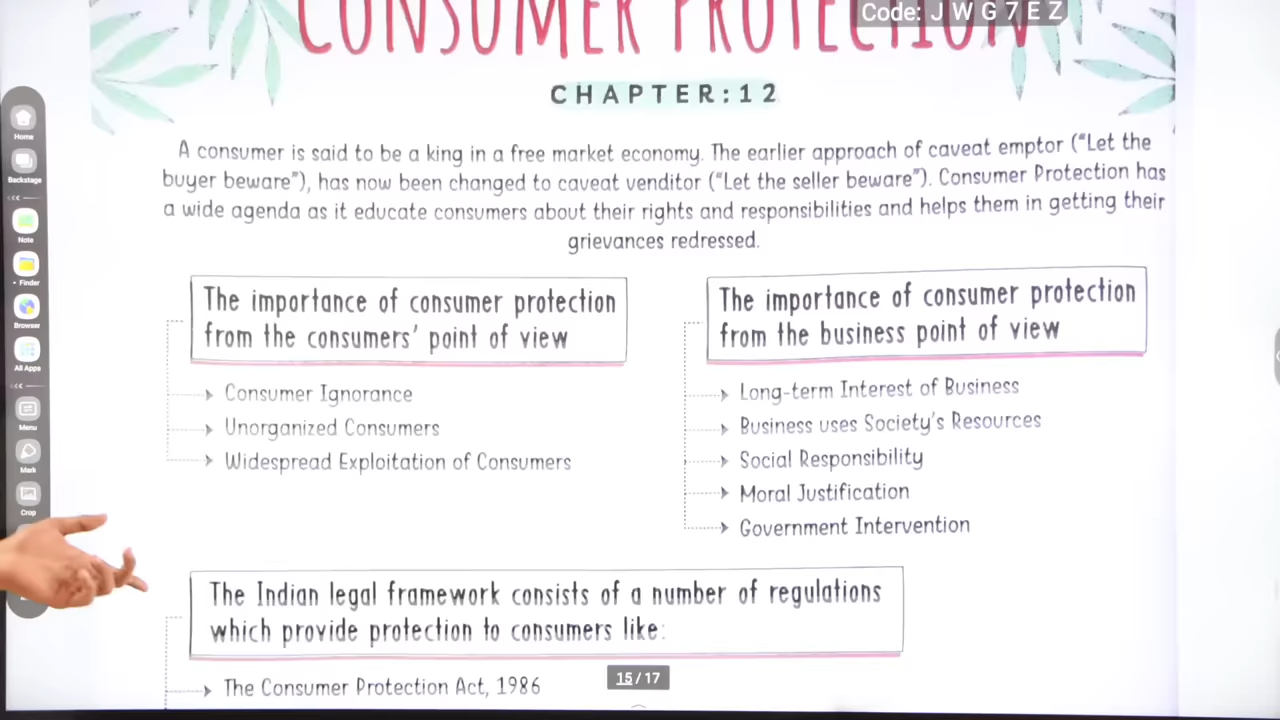 CONSUMER PROTECTION
Code: J W G 7 E Z
CHAPTER:12
A consumer is said to be a king in a free market economy. The earlier approach of caveat emptor (“Let the
buyer beware”), has now been changed to caveat venditor (“Let the seller beware”). Consumer Protection has
a wide agenda as it educate consumers about their rights and responsibilities and helps them in getting their
grievances redressed.
The importance of consumer protection
from the consumers’ point of view
Consumer Ignorance
Unorganized Consumers
Widespread Exploitation of Consumers
The importance of consumer protection
from the business point of view
Long-term Interest of Business
Business uses Society’s Resources
Social Responsibility
Moral Justification
Government Intervention
The Indian legal framework consists of a number of regulations
which provide protection to consumers like:
The Consumer Protection Act, 1986
15/17
Home
Backstage
Note
Finder
Browser
All Apps
Menu
Mark
Crop